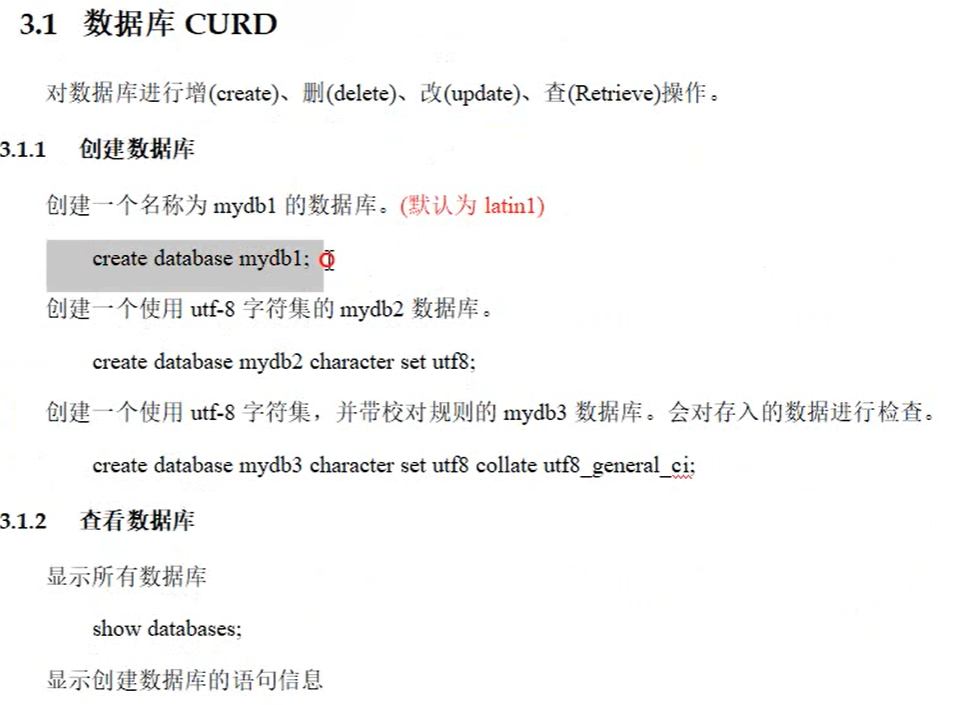 3.1 数据库 CURD
对数据库进行增(create)、删(delete)、改(update)、查(Retrieve)操作。
3.1.1 创建数据库
创建一个名称为 mydb1 的数据库。(默认为 latin1)
create database mydb1;
创建一个使用 utf-8 字符集的 mydb2 数据库。
create database mydb2 character set utf8;
创建一个使用 utf-8 字符集，并带校对规则的 mydb3 数据库。会对存入的数据进行检查。
create database mydb3 character set utf8 collate utf8_general_ci;
3.1.2 查看数据库
显示所有数据库
show databases;
显示创建数据库的语句信息